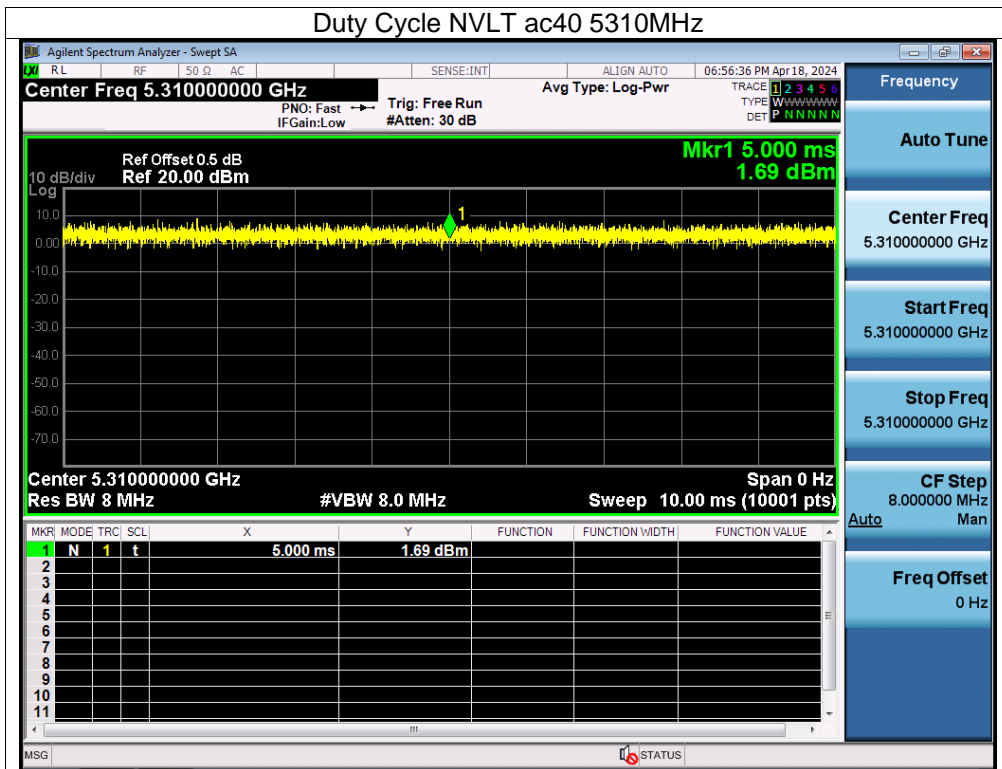 Duty Cycle NVLT ac40 5310MHz
Agilent Spectrum Analyzer - Swept SA
LXI RL RF 50 Ω AC SENSE:INT ALIGN AUTO 06:56:36 PM Apr 18, 2024
Center Freq 5.310000000 GHz
PNO: Fast
IFGain:Low
Trig: Free Run
#Atten: 30 dB
Avg Type: Log-Pwr
TRACE 1 2 3 4 5 6
TYPE WWWWWW
DET P N N N N N
Mkr1 5.000 ms
1.69 dBm
Ref Offset 0.5 dB
10 dB/div Ref 20.00 dBm
Log
1
10.0
0.00
-10.0
-20.0
-30.0
-40.0
-50.0
-60.0
-70.0
Center 5.310000000 GHz Span 0 Hz
Res BW 8 MHz #VBW 8.0 MHz Sweep 10.00 ms (10001 pts)
MKR MODE TRC SCL X Y FUNCTION FUNCTION WIDTH FUNCTION VALUE
1 N 1 t 5.000 ms 1.69 dBm
2
3
4
5
6
7
8
9
10
11
MSG STATUS
Frequency
Auto Tune
Center Freq
5.310000000 GHz
Start Freq
5.310000000 GHz
Stop Freq
5.310000000 GHz
CF Step
8.000000 MHz
Auto Man
Freq Offset
0 Hz